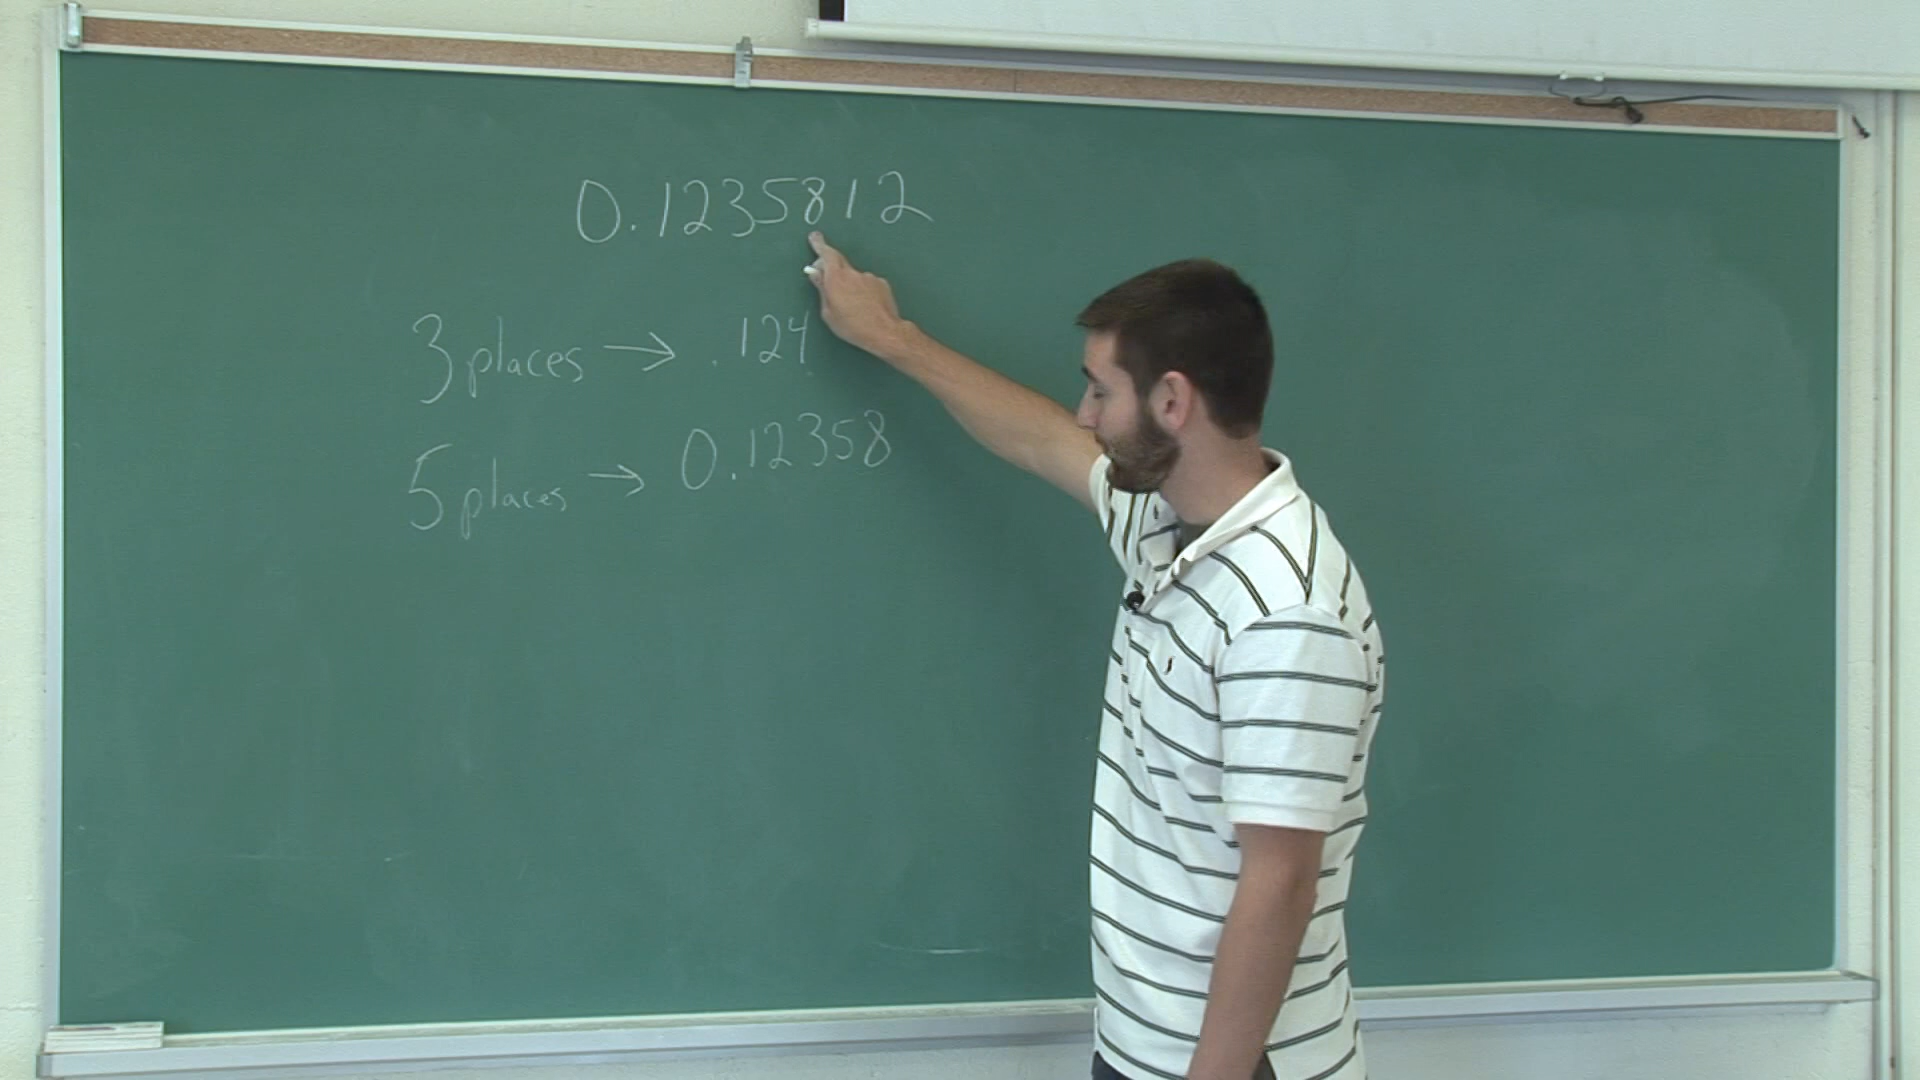 0.1235812
3 places → .124
5 places → 0.12358